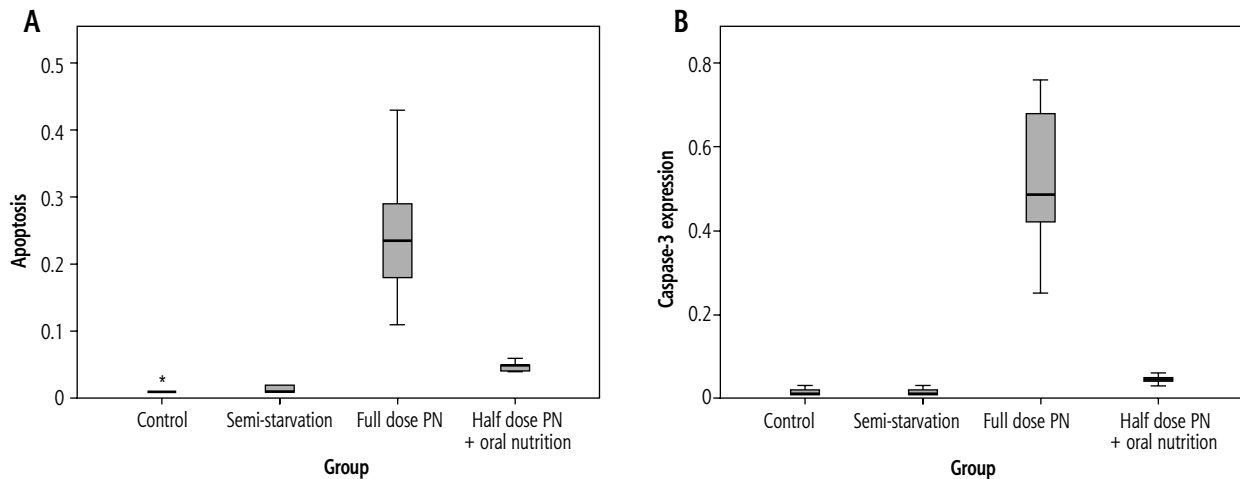 A
Apoptosis
0.5
0.4
0.3
0.2
0.1
0
*
Control
Semi-starvation
Full dose PN
Half dose PN
+ oral nutrition
Group
B
Caspase-3 expression
0.8
0.6
0.4
0.2
0
Control
Semi-starvation
Full dose PN
Half dose PN
+ oral nutrition
Group